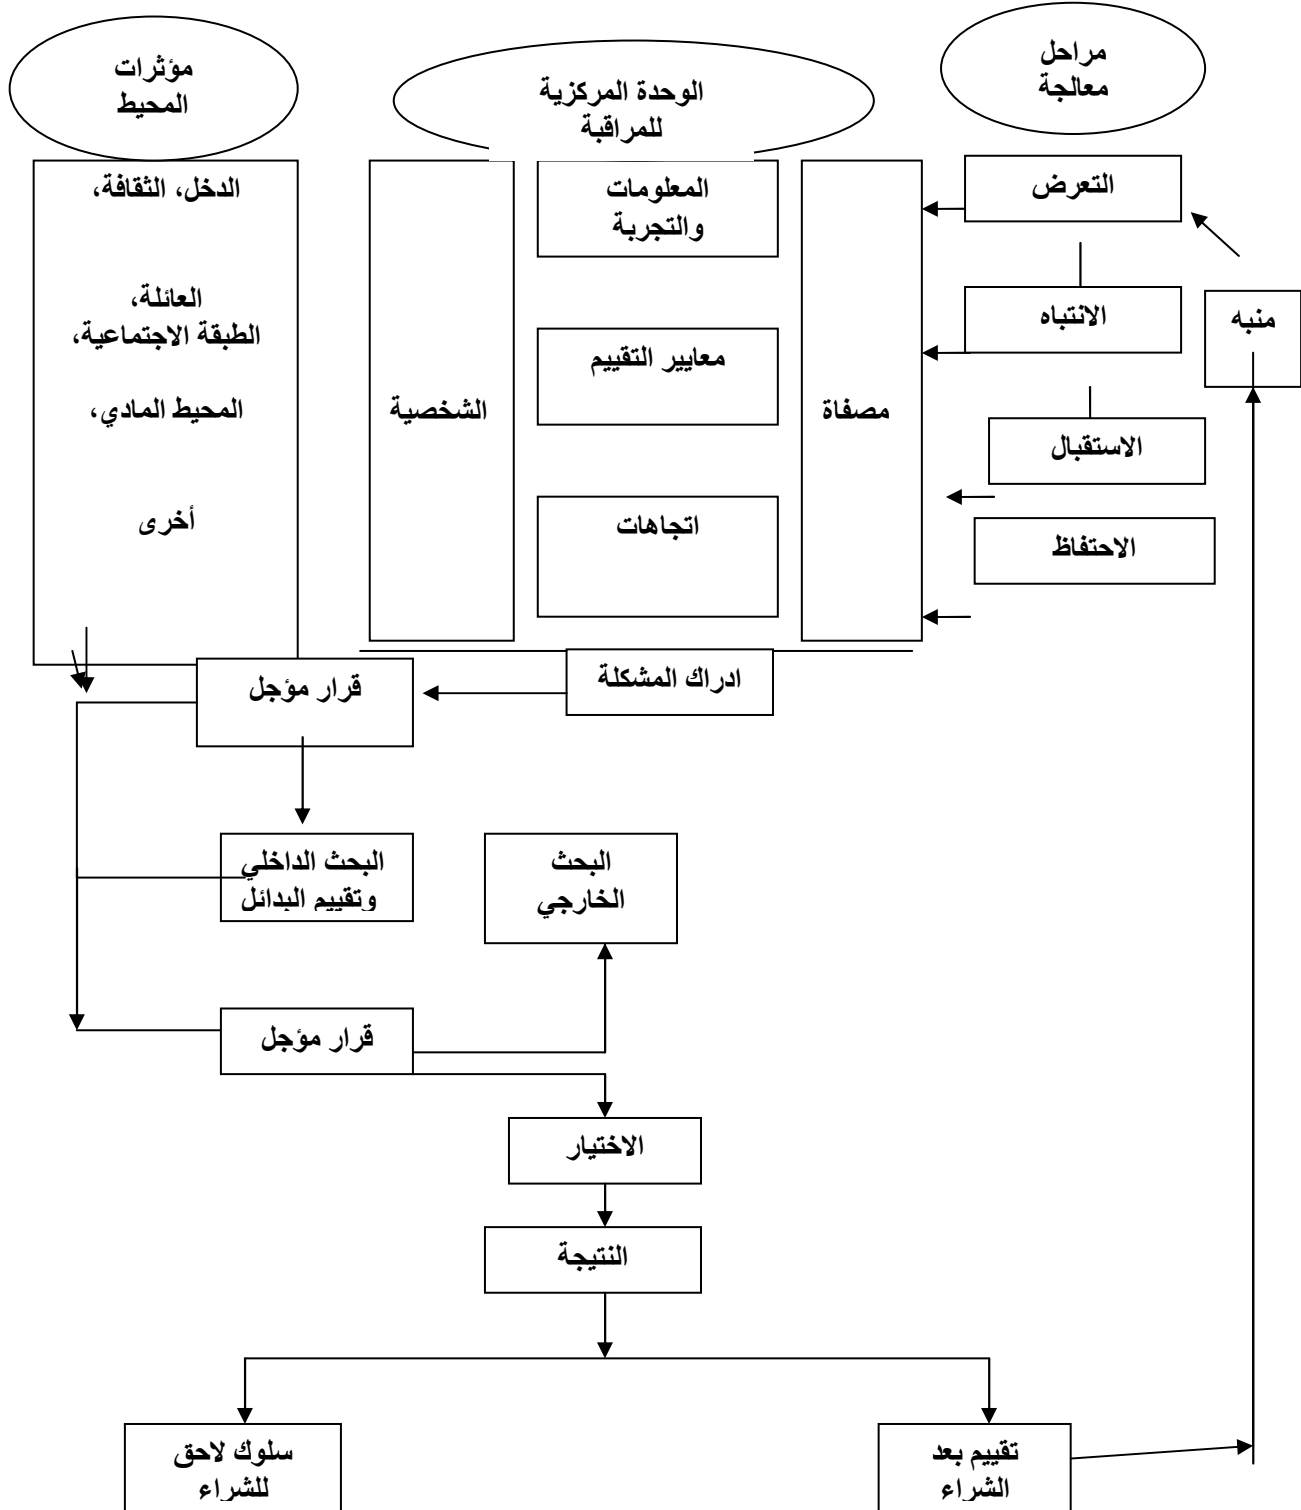 مراحل
معالجة
الوحدة المركزية
للمراقبة
مؤثرات
المحيط
التعرض
الانتباه
الاستقبال
الاحتفاظ
منبه
مصفاة
المعلومات
والتجربة
معايير التقييم
اتجاهات
الشخصية
الدخل، الثقافة،
العائلة،
الطبقة الاجتماعية،
المحيط المادي،
أخرى
ادراك المشكلة
قرار مؤجل
البحث الداخلي
وتقييم البدائل
البحث
الخارجي
قرار مؤجل
الاختيار
النتيجة
تقييم بعد
الشراء
سلوك لاحق
للشراء